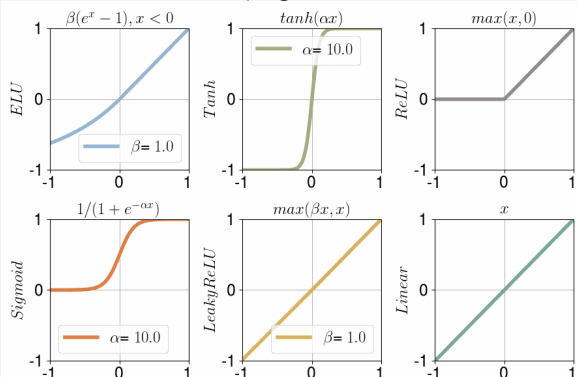 β(e^x − 1), x < 0
tanh(αx)
max(x, 0)
ELU
1
0
-1
-1 0 1
β= 1.0
Tanh
1
0
-1
-1 0 1
α= 10.0
ReLU
1
0
-1
-1 0 1
1/(1 + e^{−αx})
max(βx, x)
x
Sigmoid
1
0
-1
-1 0 1
α= 10.0
LeakyReLU
1
0
-1
-1 0 1
β= 1.0
Linear
1
0
-1
-1 0 1